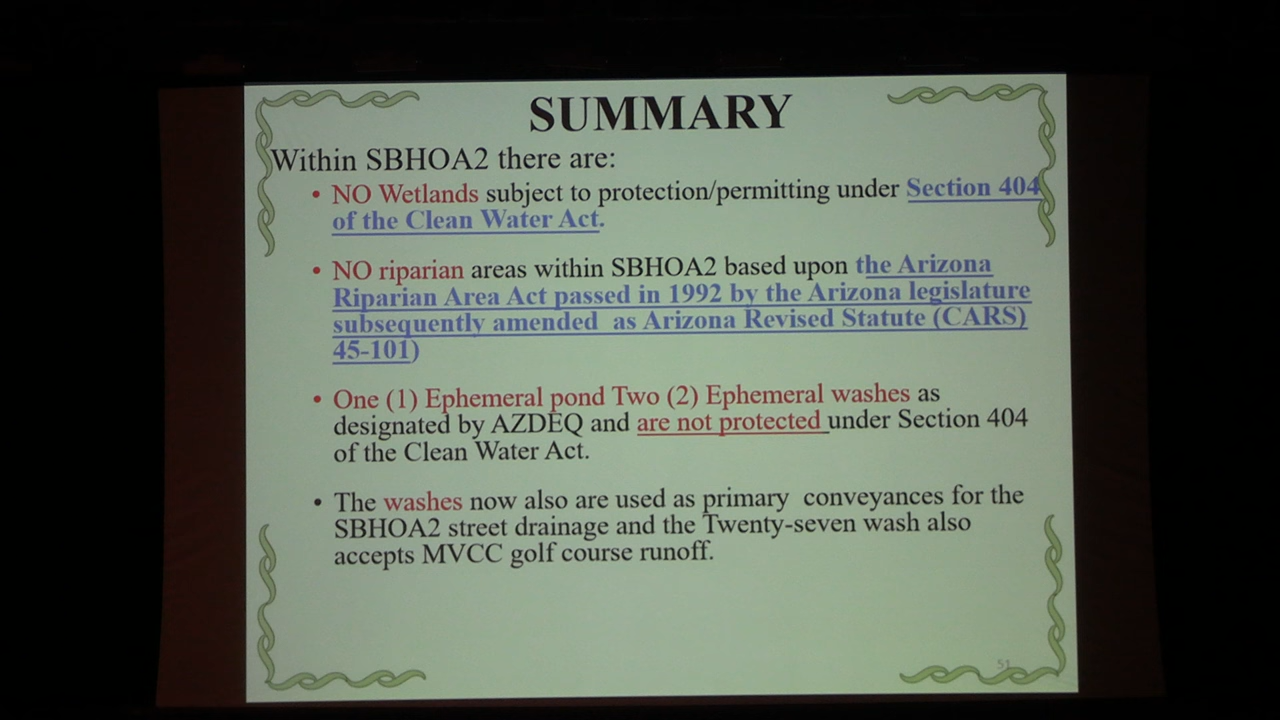 SUMMARY
Within SBHOA2 there are:
• NO Wetlands subject to protection/permitting under Section 404
of the Clean Water Act.
• NO riparian areas within SBHOA2 based upon the Arizona
Riparian Area Act passed in 1992 by the Arizona legislature
subsequently amended as Arizona Revised Statute (CARS)
45-101)
• One (1) Ephemeral pond Two (2) Ephemeral washes as
designated by AZDEQ and are not protected under Section 404
of the Clean Water Act.
• The washes now also are used as primary conveyances for the
SBHOA2 street drainage and the Twenty-seven wash also
accepts MVCC golf course runoff.
51